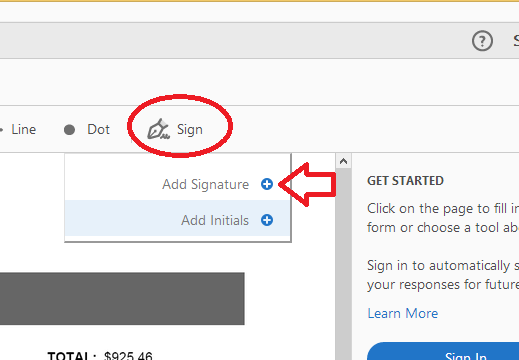 ? S
Line Dot Sign
Add Signature
Add Initials
GET STARTED
Click on the page to fill in
form or choose a tool abo
Sign in to automatically s
your responses for future
Learn More
Sign In
TOTAL: $925.46